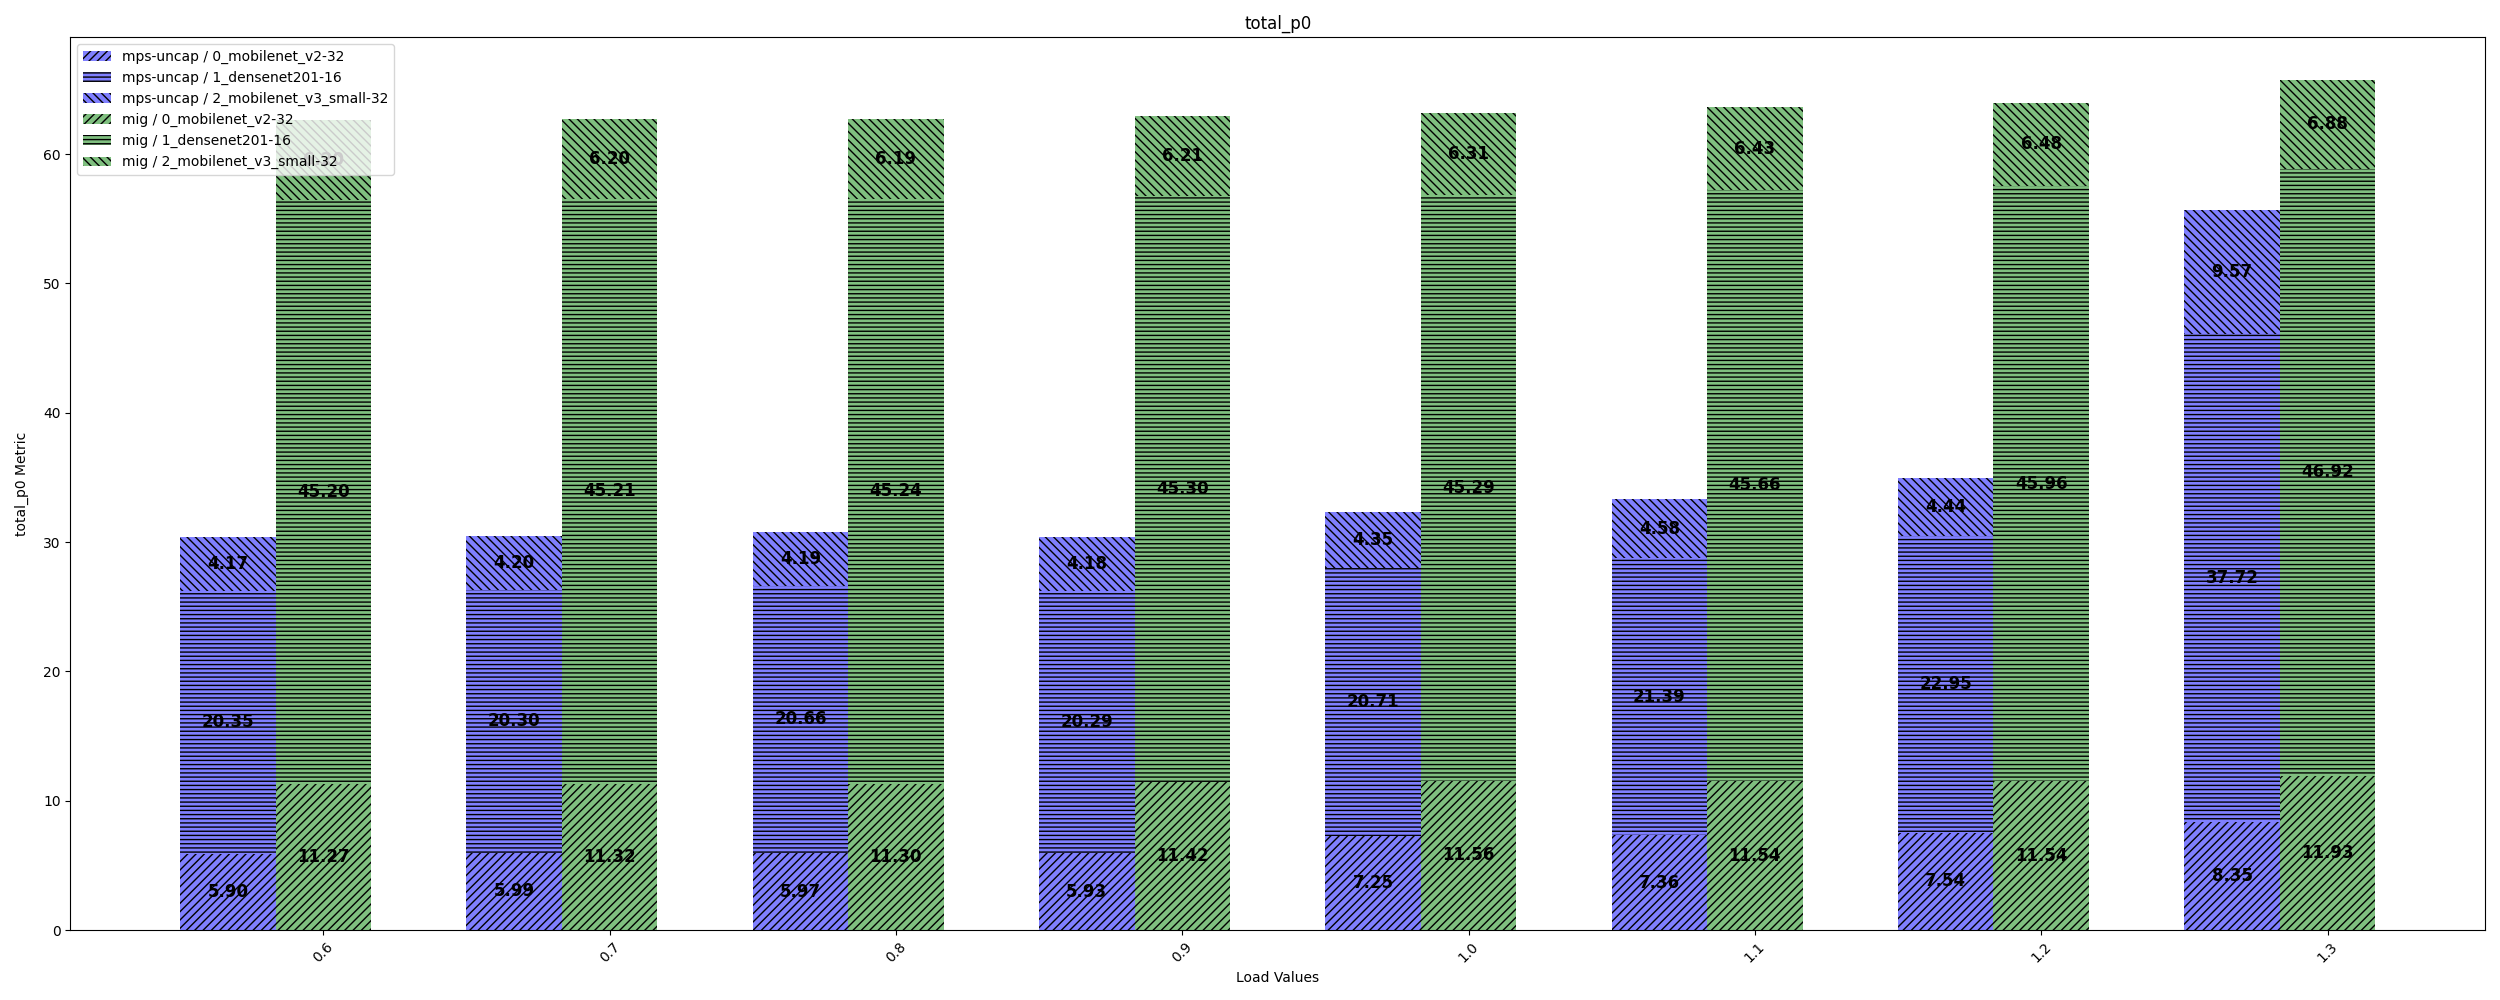 total_p0
mps-uncap / 0_mobilenet_v2-32
mps-uncap / 1_densenet201-16
mps-uncap / 2_mobilenet_v3_small-32
mig / 0_mobilenet_v2-32
mig / 1_densenet201-16
mig / 2_mobilenet_v3_small-32
total_p0 Metric
60
50
40
30
20
10
0
6.20 6.19 6.21 6.31 6.43 6.48 6.88
9.57
45.20 45.21 45.24 45.30 45.29 45.66 45.96 46.92
4.17 4.20 4.19 4.18 4.35 4.58 4.44
20.35 20.30 20.66 20.29 20.71 21.39 22.95 37.72
11.27 11.32 11.30 11.42 11.56 11.54 11.54 11.93
5.90 5.99 5.97 5.93 7.25 7.36 7.54 8.35
0.6 0.7 0.8 0.9 1.0 1.1 1.2 1.3
Load Values